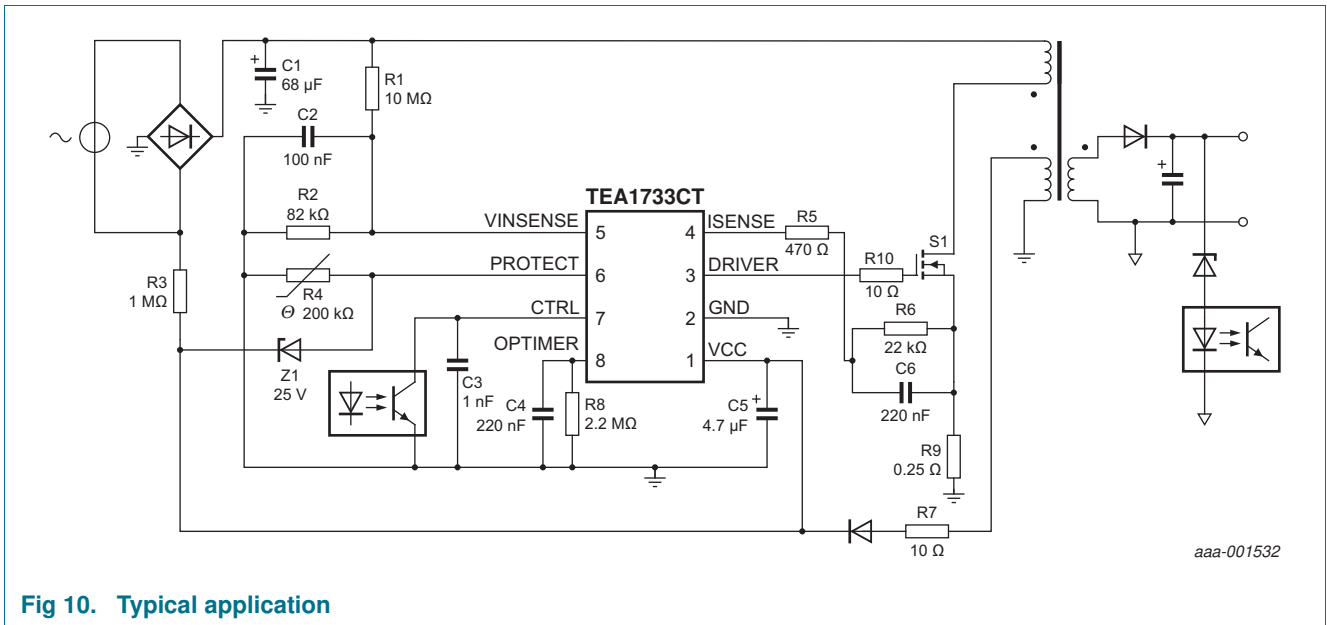 C1
68 µF
R1
10 MΩ
C2
100 nF
R2
82 kΩ
TEA1733CT
VINSENSE
5
4
ISENSE
R5
470 Ω
S1
PROTECT
6
3
DRIVER
R10
10 Ω
R3
1 MΩ
R4
Θ 200 kΩ
CTRL
7
2
GND
R6
22 kΩ
OPTIMER
8
1
VCC
Z1
25 V
C3
1 nF
C4
220 nF
R8
2.2 MΩ
C5
4.7 µF
C6
220 nF
R9
0.25 Ω
R7
10 Ω
aaa-001532
Fig 10. Typical application